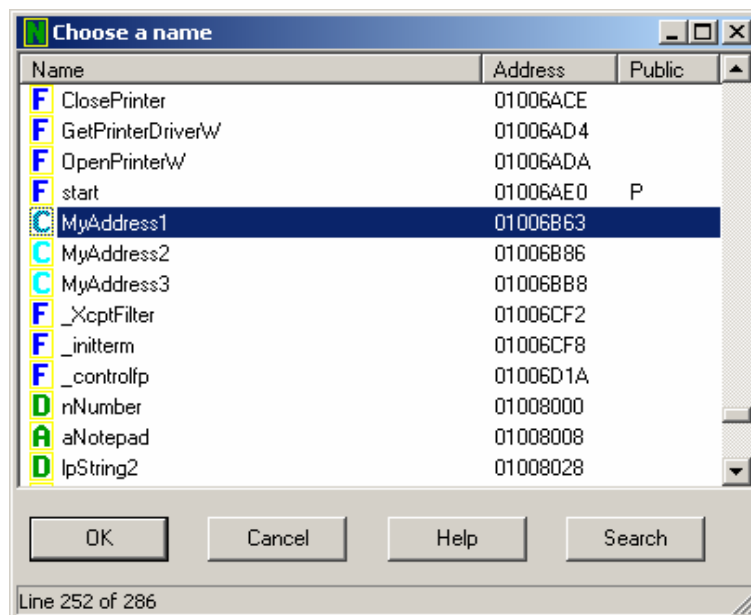 N Choose a name
Name Address Public
F ClosePrinter 01006ACE
F GetPrinterDriverW 01006AD4
F OpenPrinterW 01006ADA
F start 01006AE0 P
C MyAddress1 01006B63
C MyAddress2 01006B86
C MyAddress3 01006BB8
F _XcptFilter 01006CF2
F _initterm 01006CF8
F _controlfp 01006D1A
D nNumber 01008000
A aNotepad 01008008
D lpString2 01008028
OK Cancel Help Search
Line 252 of 286